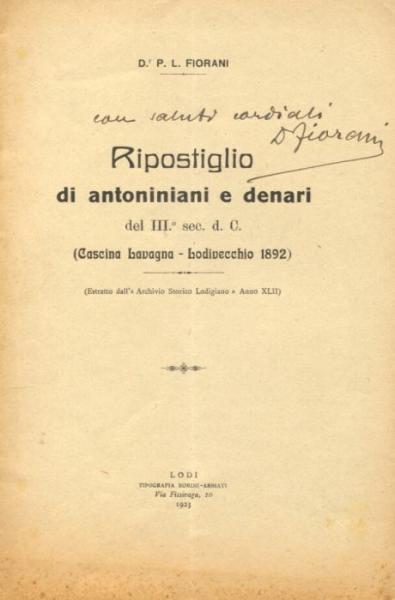 D.r P. L. FIORANI
con saluti cordiali
D Fiorani
Ripostiglio
di antoniniani e denari
del III.º sec. d. C.
(Cascina Lavagna - Lodivecchio 1892)
(Estratto dall'« Archivio Storico Lodigiano » Anno XLII)
LODI
TIPOGRAFIA BORINI-ABBIATI
Via Fissiraga, 10
1923